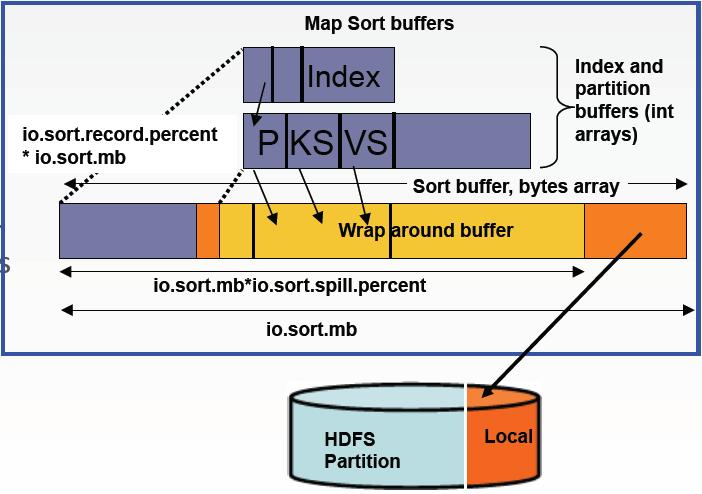 Map Sort buffers
Index
Index and
partition
buffers (int
arrays)
io.sort.record.percent
* io.sort.mb
P KS VS
Sort buffer, bytes array
Wrap around buffer
s
io.sort.mb*io.sort.spill.percent
io.sort.mb
HDFS
Partition
Local